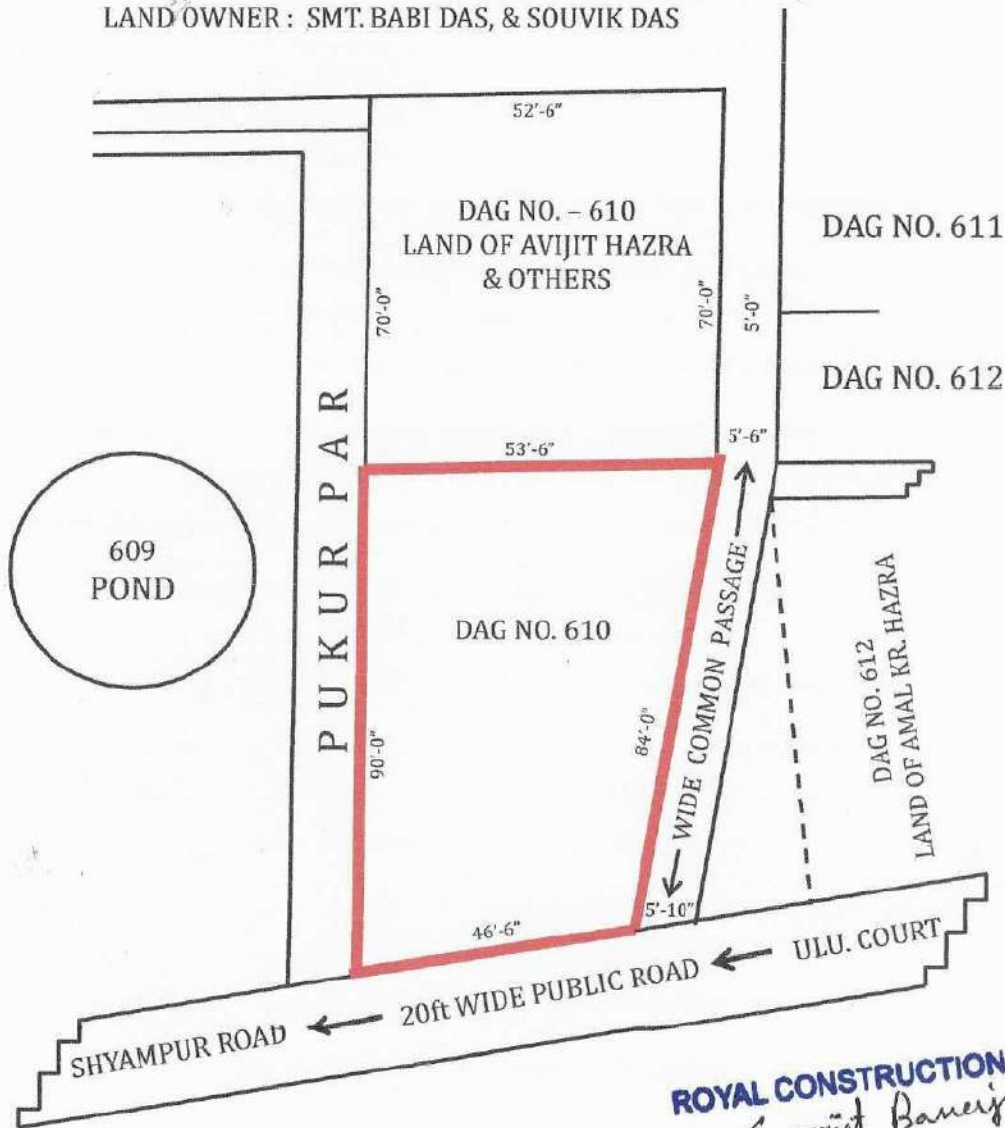 LAND OWNER : SMT. BABI DAS, & SOUVIK DAS
52'-6"
DAG NO. – 610
LAND OF AVIJIT HAZRA
& OTHERS
70'-0"
70'-0"
5'-0"
DAG NO. 611
DAG NO. 612
5'-6"
53'-6"
PUKUR PAR
609
POND
DAG NO. 610
90'-0"
84'-0"
WIDE COMMON PASSAGE
DAG NO. 612
LAND OF AMAL KR. HAZRA
5'-10"
46'-6"
SHYAMPUR ROAD
20ft WIDE PUBLIC ROAD
ULU. COURT
ROYAL CONSTRUCTION